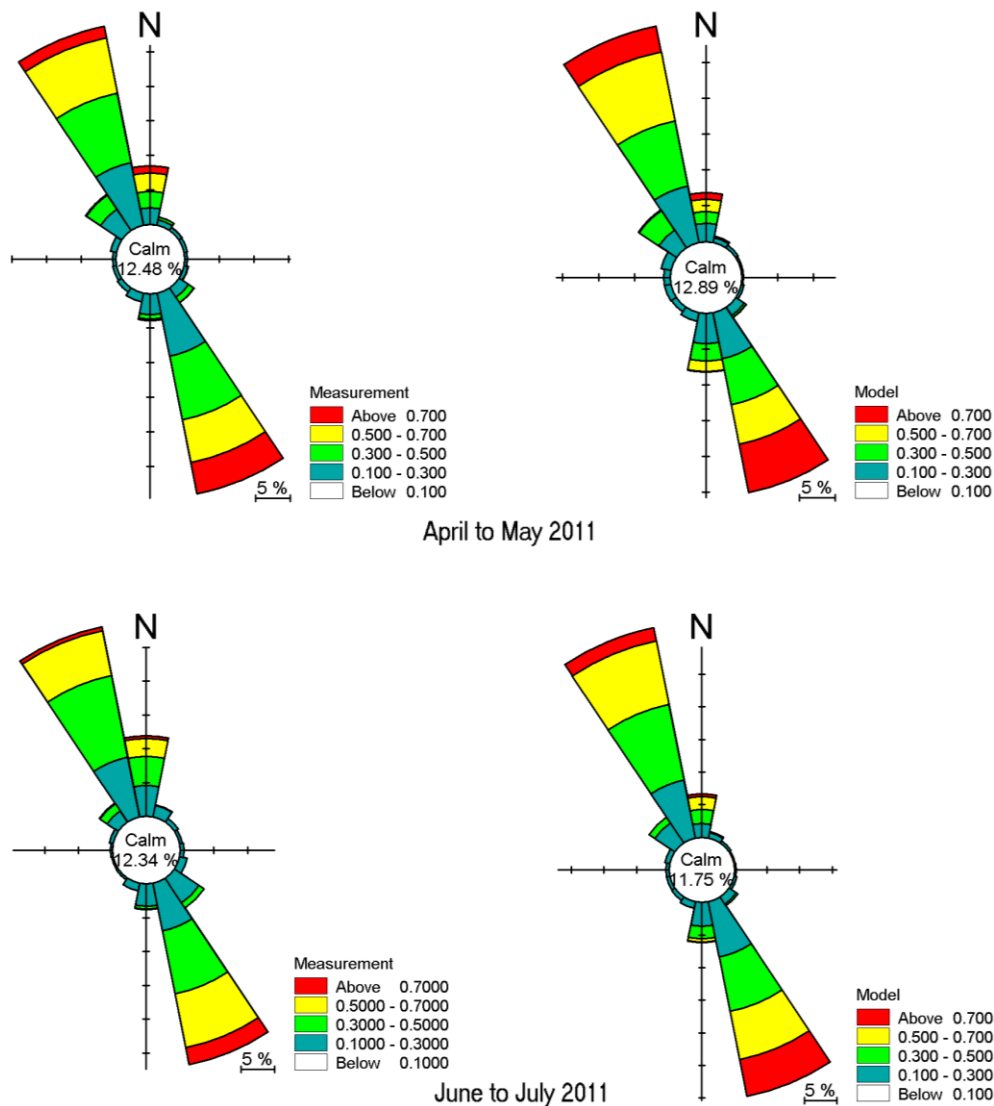 N
Calm
12.48 %
Measurement
Above 0.700
0.500 - 0.700
0.300 - 0.500
0.100 - 0.300
Below 0.100
5 %
N
Calm
12.89 %
Model
Above 0.700
0.500 - 0.700
0.300 - 0.500
0.100 - 0.300
Below 0.100
5 %
April to May 2011
N
Calm
12.34 %
Measurement
Above 0.7000
0.5000 - 0.7000
0.3000 - 0.5000
0.1000 - 0.3000
Below 0.1000
5 %
N
Calm
11.75 %
Model
Above 0.700
0.500 - 0.700
0.300 - 0.500
0.100 - 0.300
Below 0.100
5 %
June to July 2011